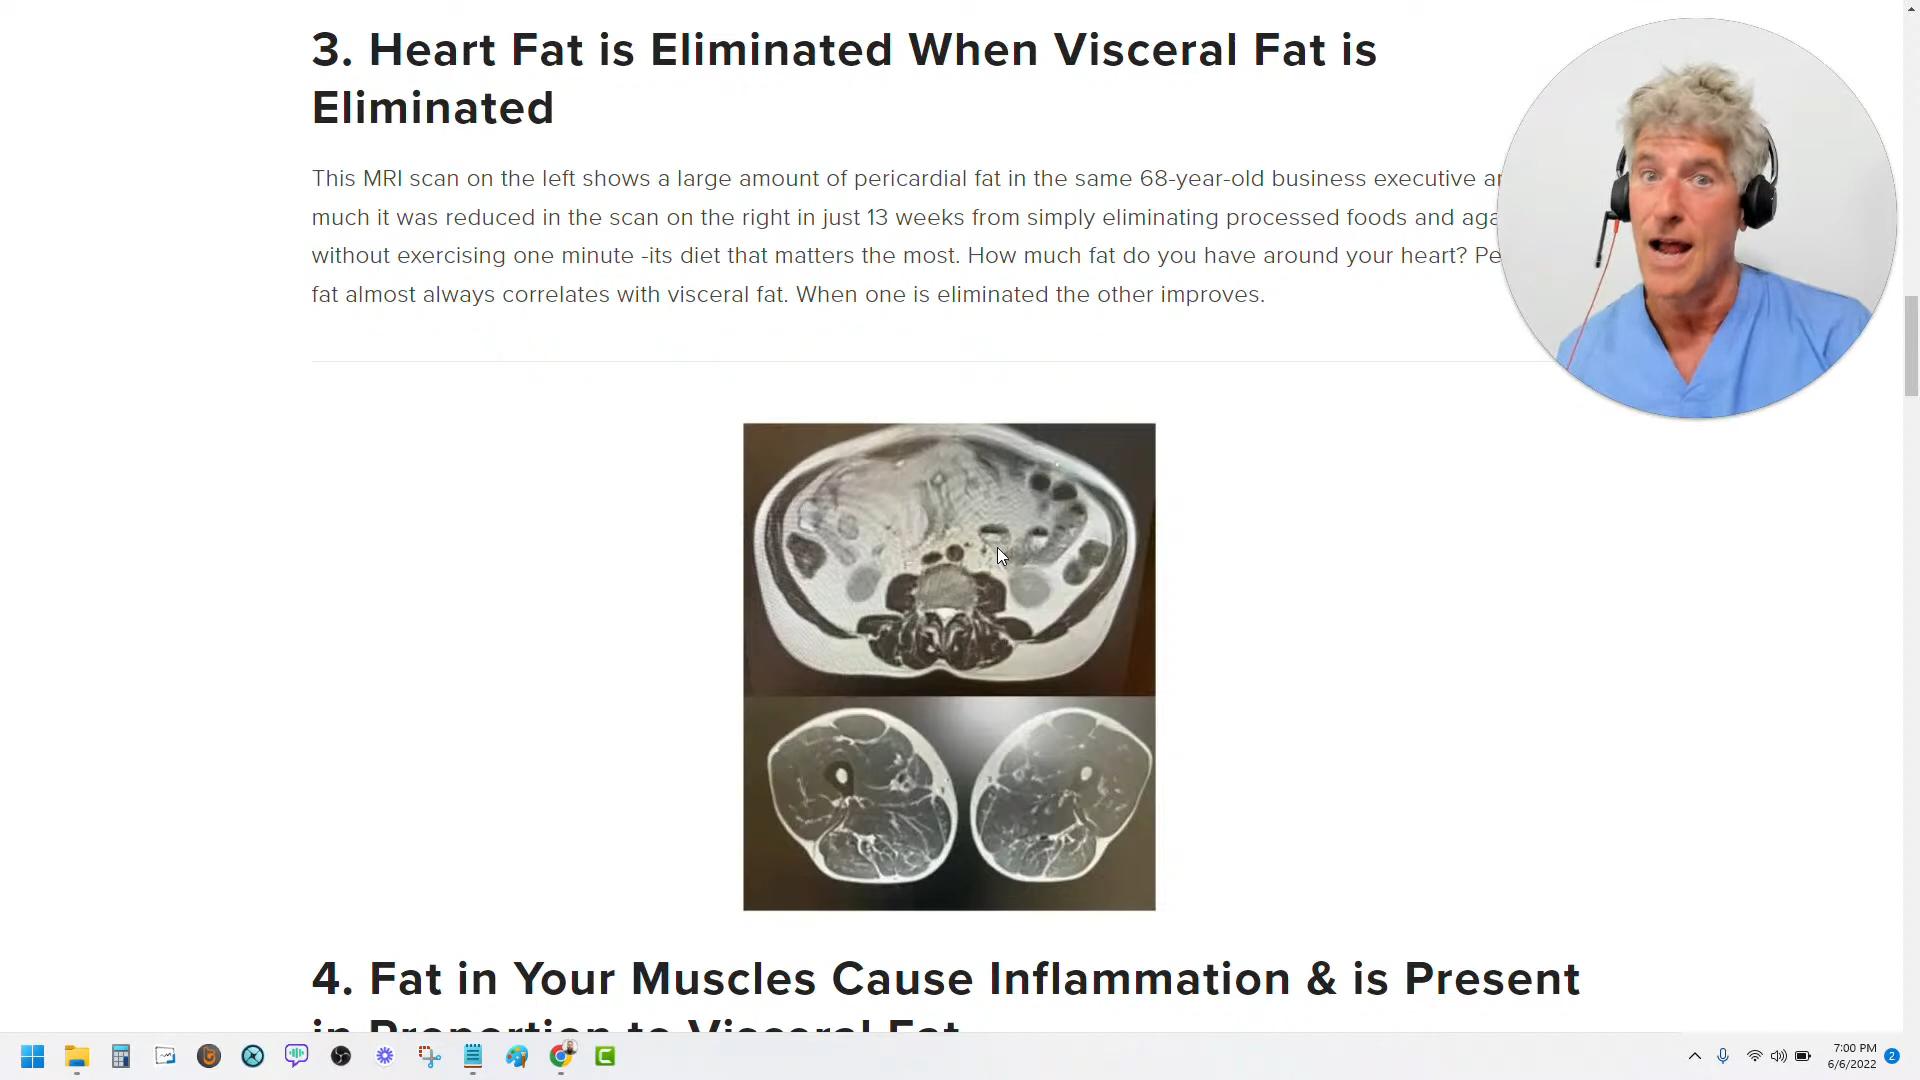 3. Heart Fat is Eliminated When Visceral Fat is
Eliminated
This MRI scan on the left shows a large amount of pericardial fat in the same 68-year-old business executive
much it was reduced in the scan on the right in just 13 weeks from simply eliminating processed foods and
without exercising one minute -its diet that matters the most. How much fat do you have around your heart?
fat almost always correlates with visceral fat. When one is eliminated the other improves.
4. Fat in Your Muscles Cause Inflammation & is Present
in Proportion to Visceral Fat
7:00 PM
6/6/2022
2